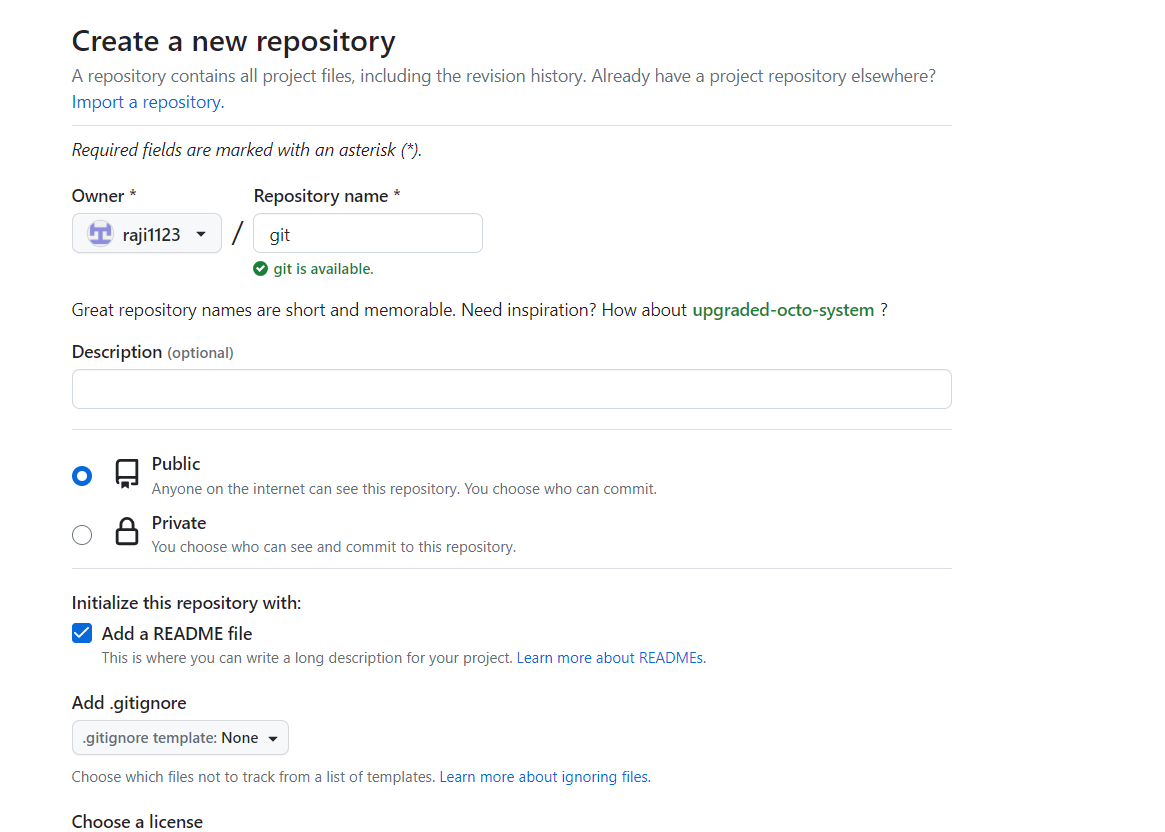 Create a new repository
A repository contains all project files, including the revision history. Already have a project repository elsewhere?
Import a repository.
Required fields are marked with an asterisk (*).
Owner * Repository name *
raji1123 / git
git is available.
Great repository names are short and memorable. Need inspiration? How about upgraded-octo-system ?
Description (optional)
Public
Anyone on the internet can see this repository. You choose who can commit.
Private
You choose who can see and commit to this repository.
Initialize this repository with:
Add a README file
This is where you can write a long description for your project. Learn more about READMEs.
Add .gitignore
.gitignore template: None
Choose which files not to track from a list of templates. Learn more about ignoring files.
Choose a license